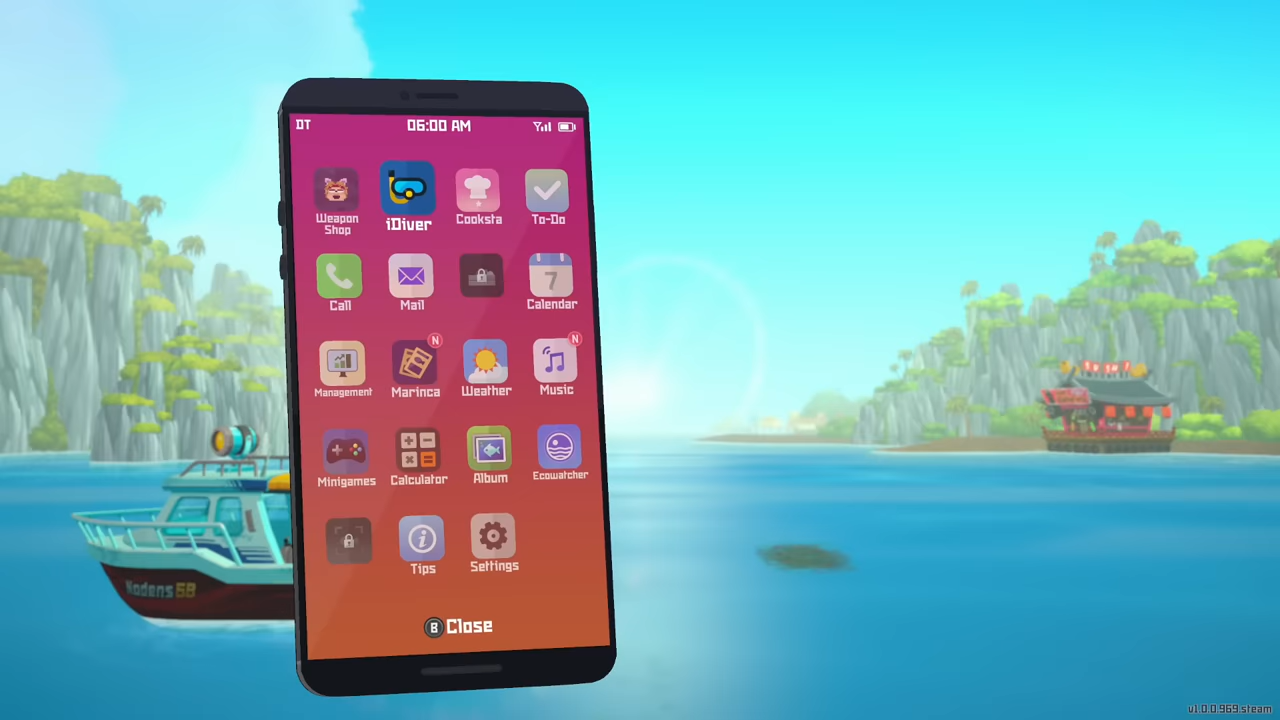 DT
06:00 AM
Weapon
Shop
iDiver
Cooksta
To-Do
Call
Mail
7
Calendar
Management
N
Marinca
Weather
N
Music
Minigames
Calculator
Album
Ecowatcher
Tips
Settings
B Close
Nodens 68
v1.0.0.969.steam